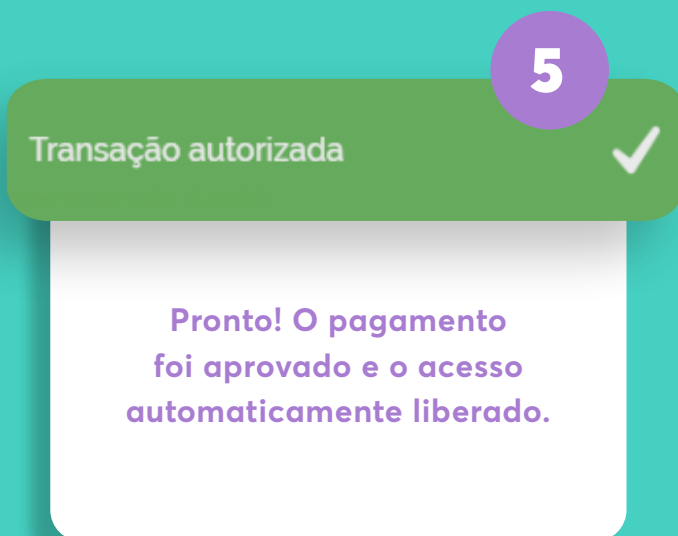 5
Transação autorizada
Pronto! O pagamento
foi aprovado e o acesso
automaticamente liberado.